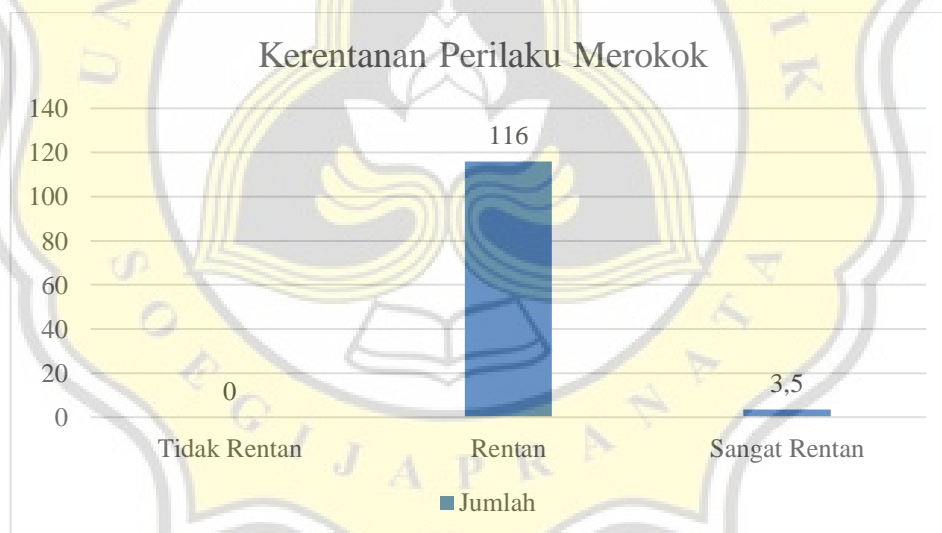 Kerentanan Perilaku Merokok
140
120
100
80
60
40
20
0
0
116
3,5
Tidak Rentan
Rentan
Sangat Rentan
Jumlah
SOEGIJAPRANATA